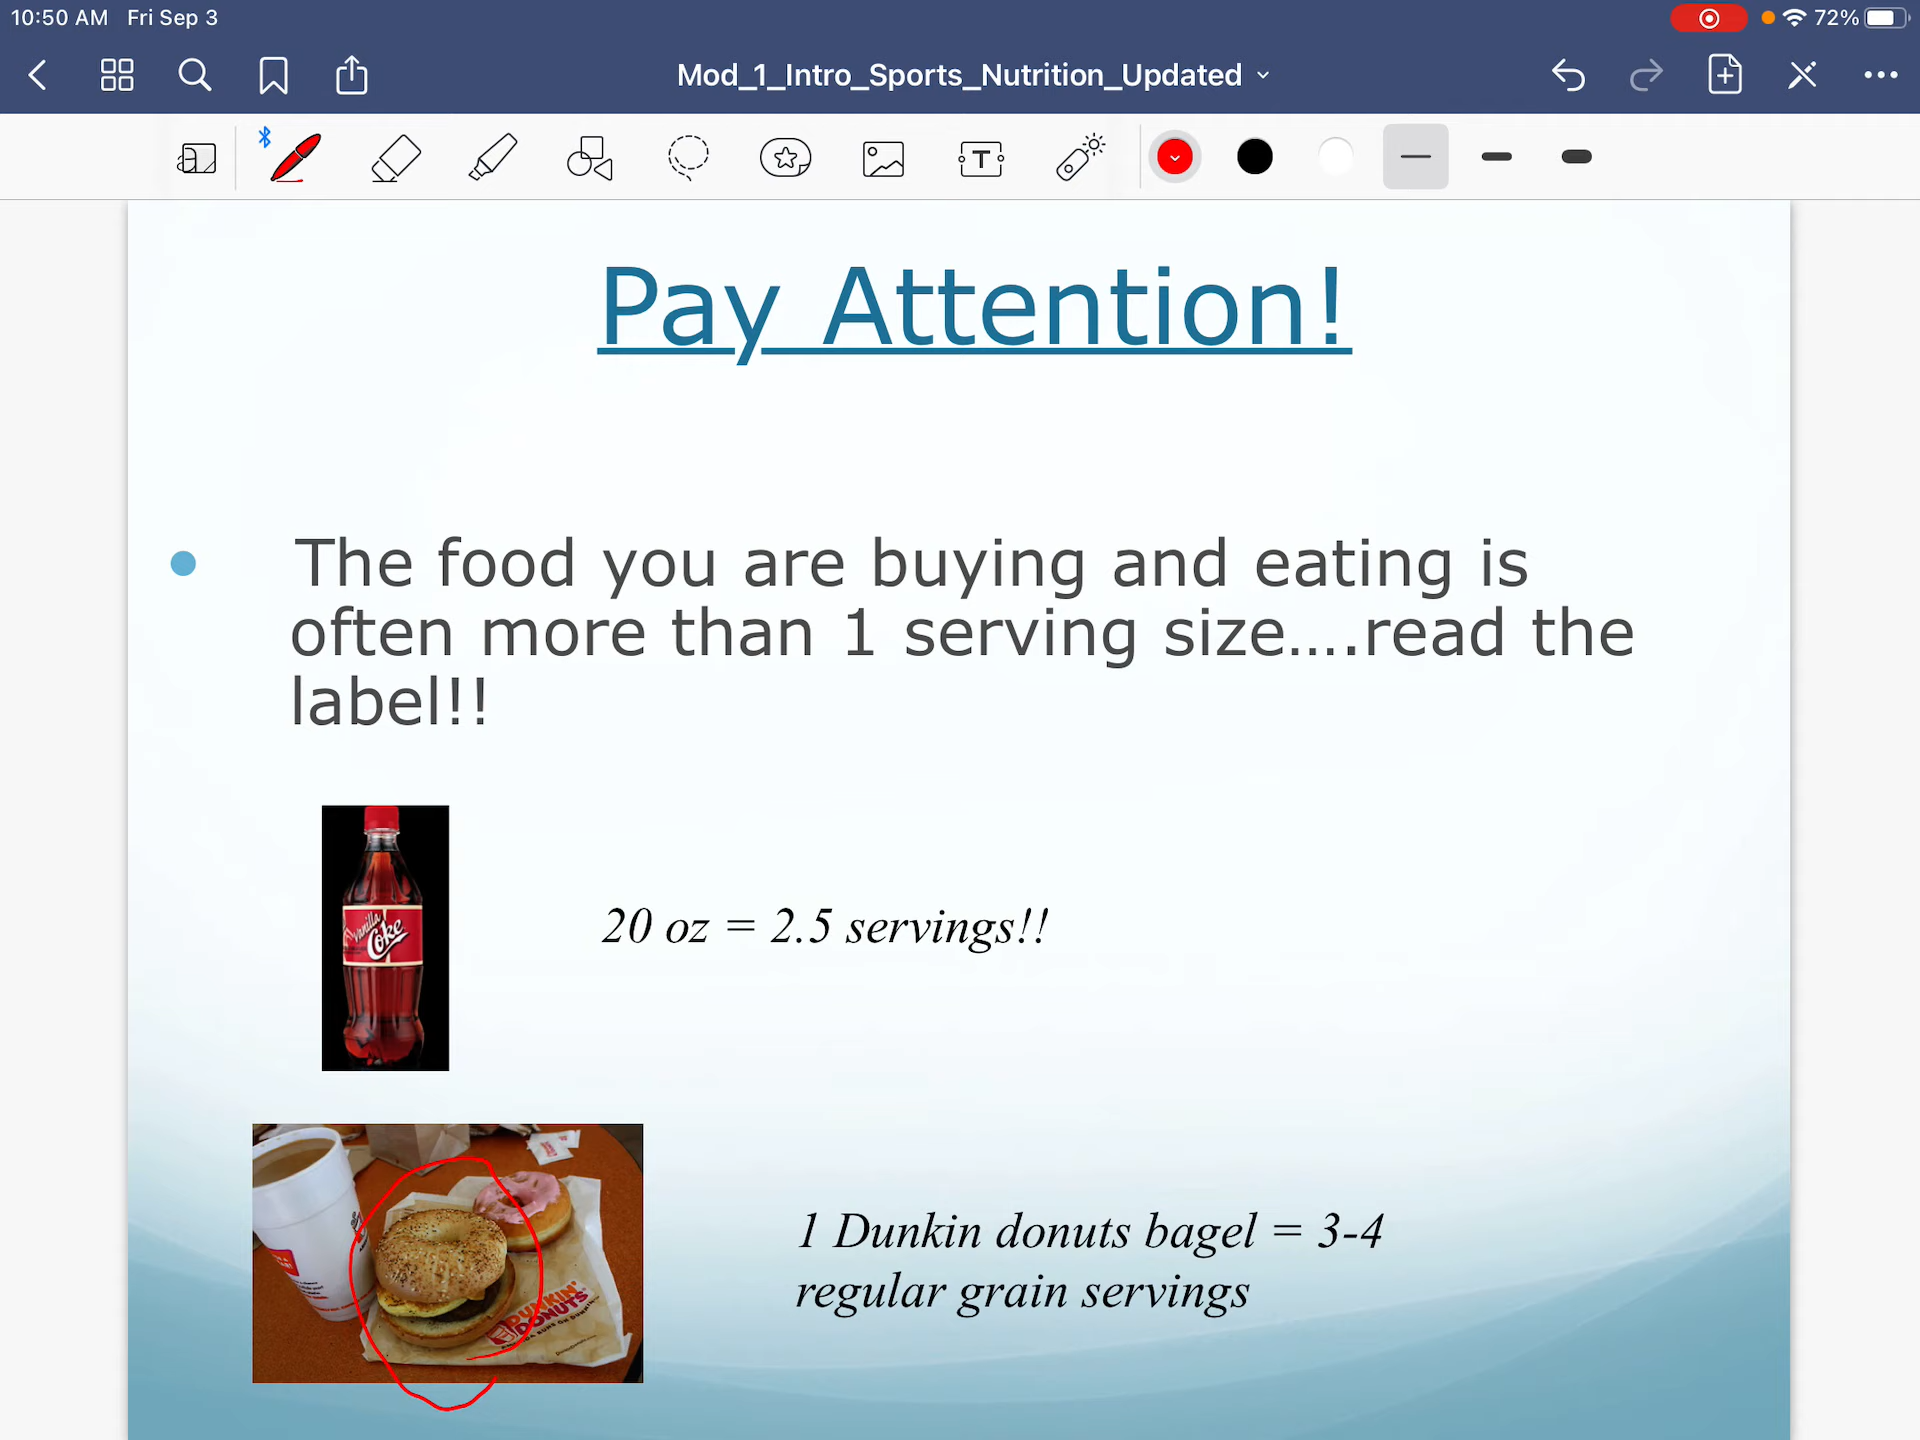 10:50 AM Fri Sep 3
72%
Mod_1_Intro_Sports_Nutrition_Updated
Pay Attention!
The food you are buying and eating is
often more than 1 serving size....read the
label!!
vanilla
Coke
20 oz = 2.5 servings!!
DUNKIN'
DONUTS
1 Dunkin donuts bagel = 3-4
regular grain servings